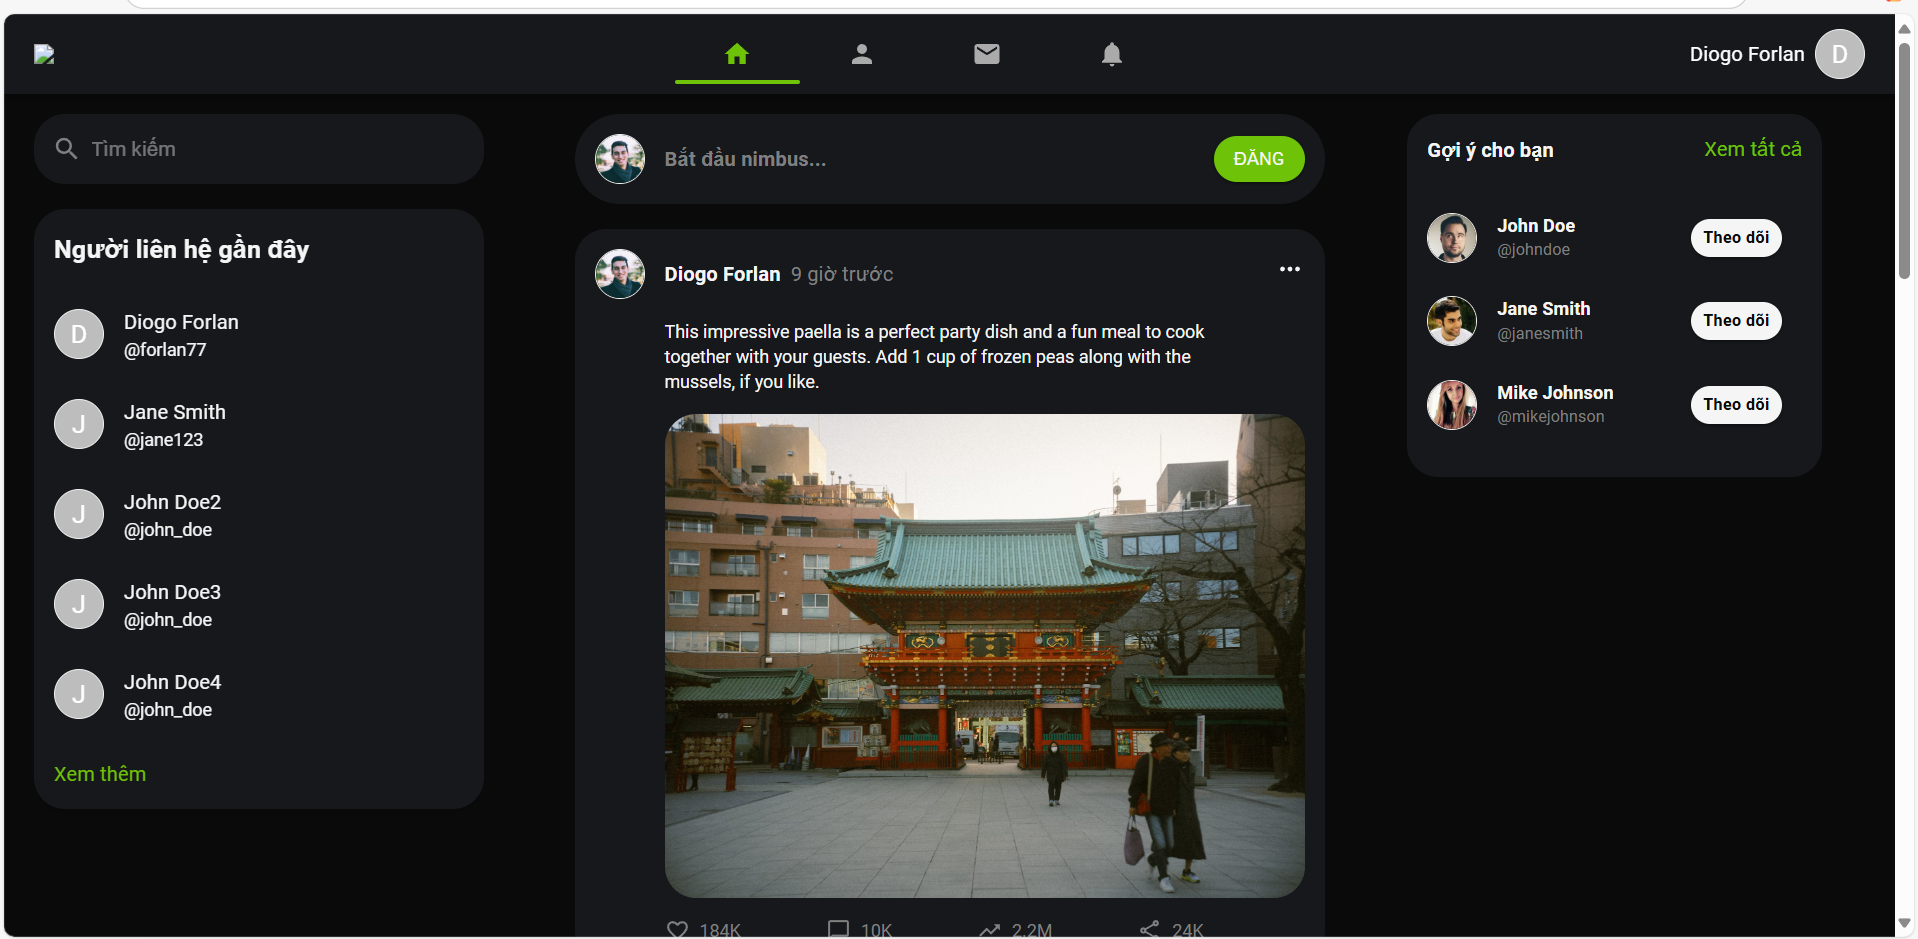 Diogo Forlan
D
Tìm kiếm
Người liên hệ gần đây
D
Diogo Forlan
@forlan77
J
Jane Smith
@jane123
J
John Doe2
@john_doe
J
John Doe3
@john_doe
J
John Doe4
@john_doe
Xem thêm
Bắt đầu nimbus...
ĐĂNG
Diogo Forlan 9 giờ trước
This impressive paella is a perfect party dish and a fun meal to cook
together with your guests. Add 1 cup of frozen peas along with the
mussels, if you like.
184K 10K 2.2M 24K
Gợi ý cho bạn
Xem tất cả
John Doe
@johndoe
Theo dõi
Jane Smith
@janesmith
Theo dõi
Mike Johnson
@mikejohnson
Theo dõi